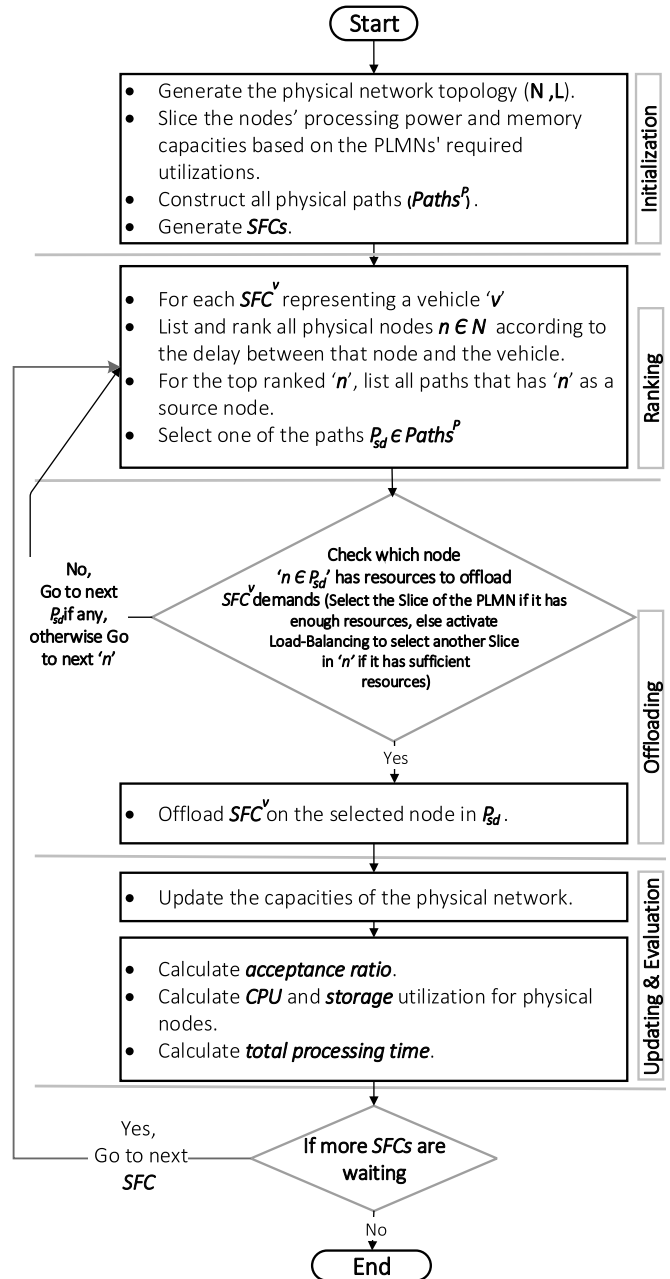 Start
• Generate the physical network topology (N ,L).
• Slice the nodes’ processing power and memory
capacities based on the PLMNs' required
utilizations.
• Construct all physical paths (Paths^P) .
• Generate SFCs.
Initialization
• For each SFC^v representing a vehicle ‘v’
• List and rank all physical nodes n Є N according to
the delay between that node and the vehicle.
• For the top ranked ‘n’, list all paths that has ‘n’ as a
source node.
• Select one of the paths P_sd Є Paths^P
Ranking
Check which node
‘n Є P_sd’ has resources to offload
SFC^v demands (Select the Slice of the PLMN if it has
enough resources, else activate
Load-Balancing to select another Slice
in ‘n’ if it has sufficient
resources)
No,
Go to next
P_sd if any,
otherwise Go
to next ‘n’
Yes
• Offload SFC^v on the selected node in P_sd .
Offloading
• Update the capacities of the physical network.
• Calculate acceptance ratio.
• Calculate CPU and storage utilization for physical
nodes.
• Calculate total processing time.
Updating & Evaluation
If more SFCs are
waiting
Yes,
Go to next
SFC
No
End